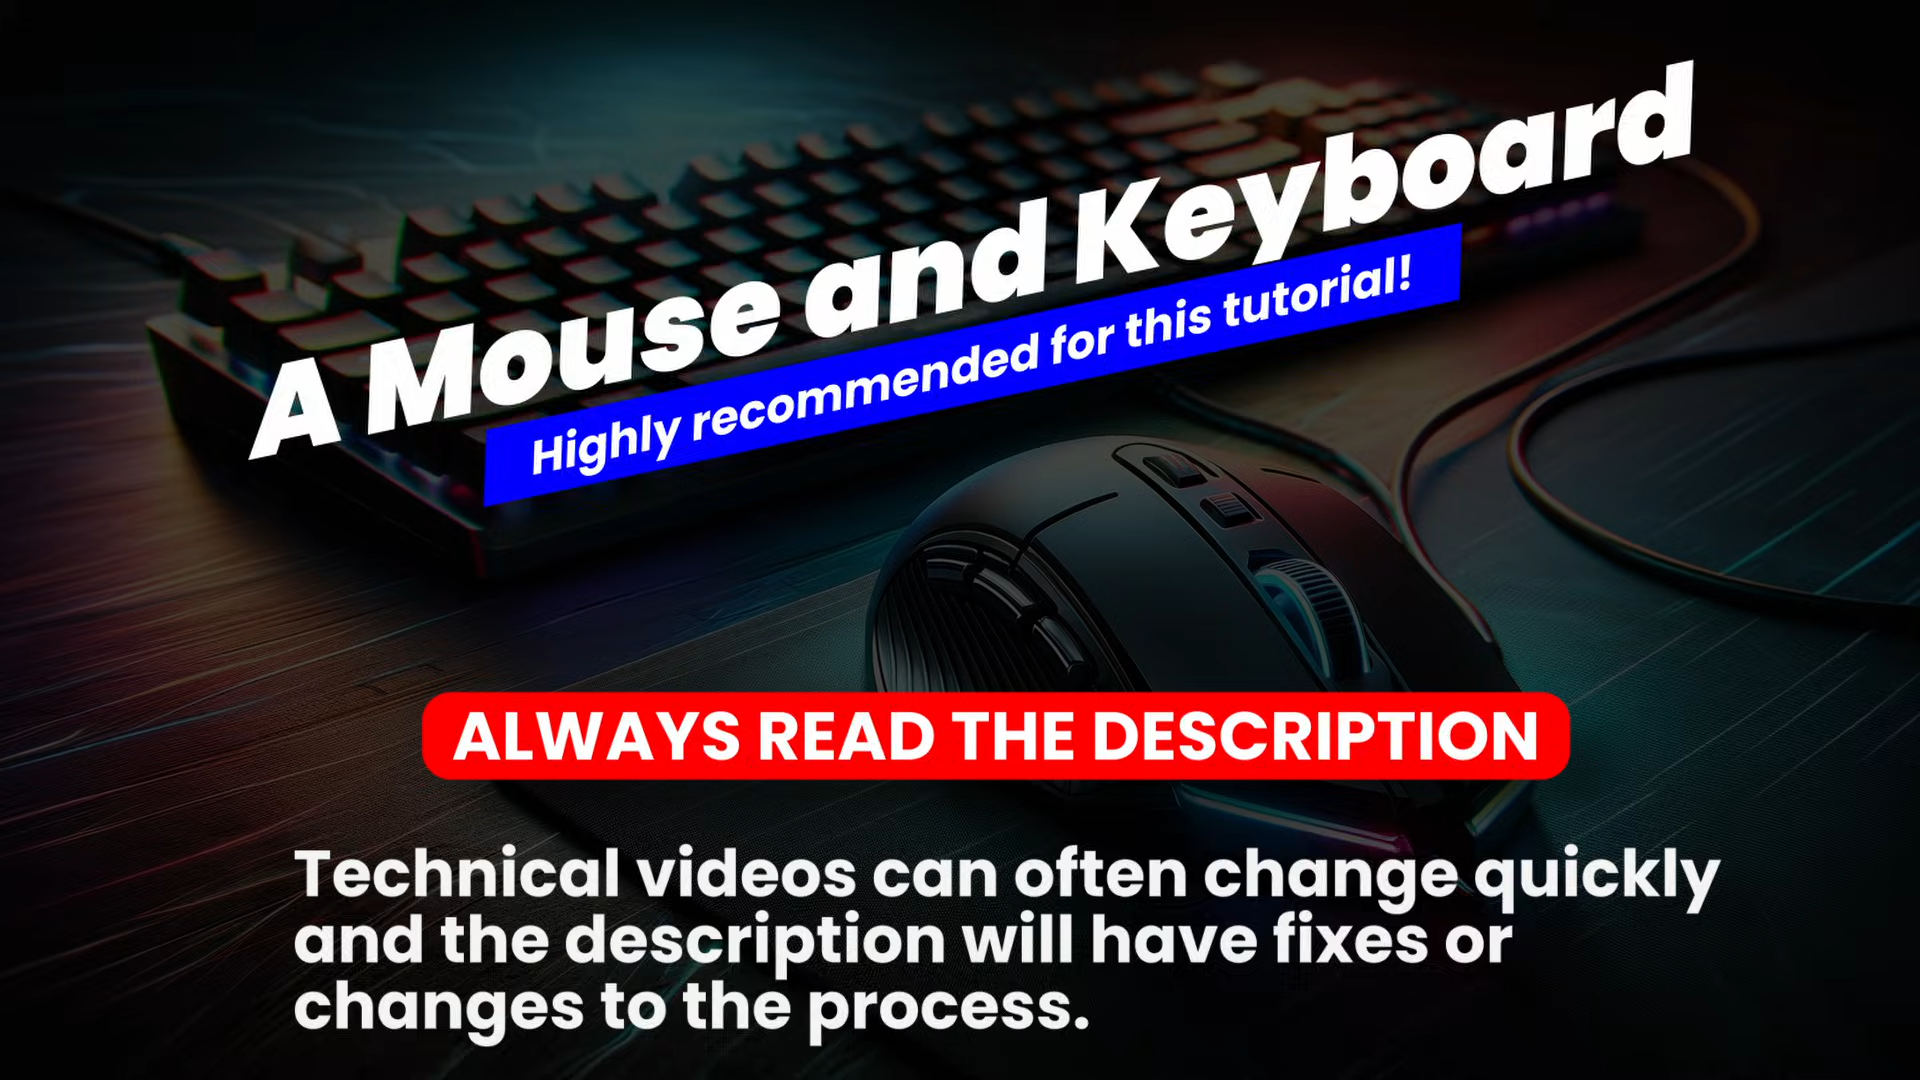 A Mouse and Keyboard
Highly recommended for this tutorial!
ALWAYS READ THE DESCRIPTION
Technical videos can often change quickly
and the description will have fixes or
changes to the process.